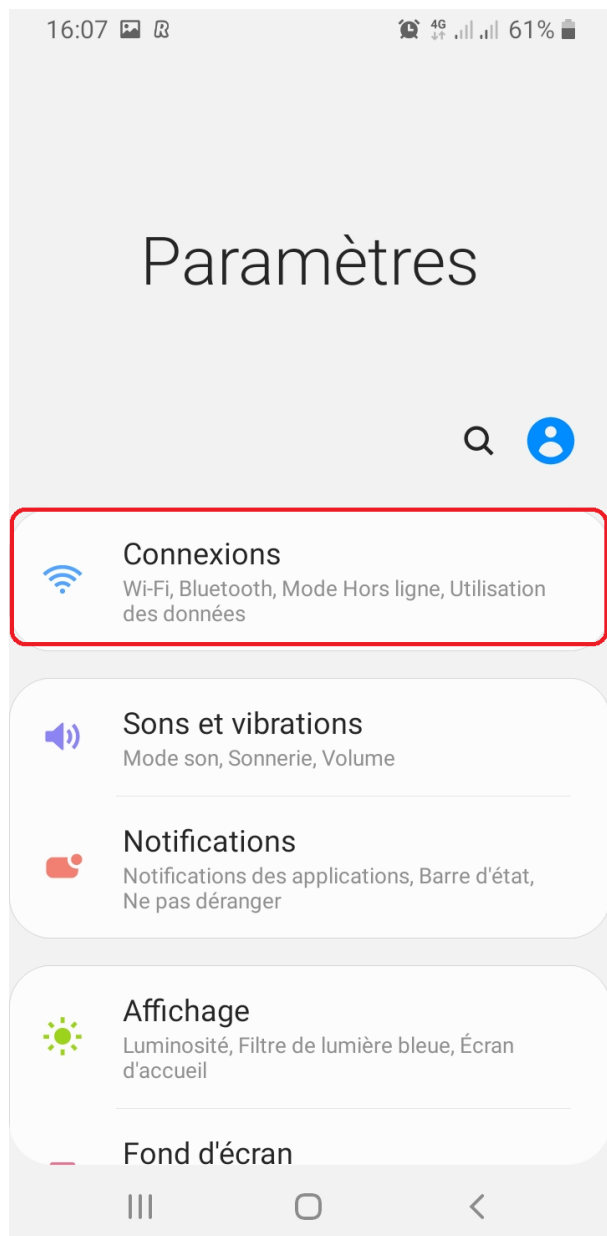 16:07 R 4G 61%
Paramètres
Connexions
Wi-Fi, Bluetooth, Mode Hors ligne, Utilisation
des données
Sons et vibrations
Mode son, Sonnerie, Volume
Notifications
Notifications des applications, Barre d'état,
Ne pas déranger
Affichage
Luminosité, Filtre de lumière bleue, Écran
d'accueil
Fond d'écran